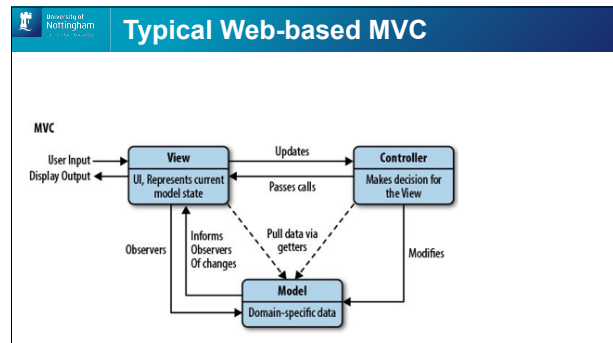 University of
Nottingham
Typical Web-based MVC
MVC
User Input
Display Output
View
UI, Represents current
model state
Updates
Passes calls
Controller
Makes decision for
the View
Observers
Informs
Observers
Of changes
Pull data via
getters
Modifies
Model
Domain-specific data